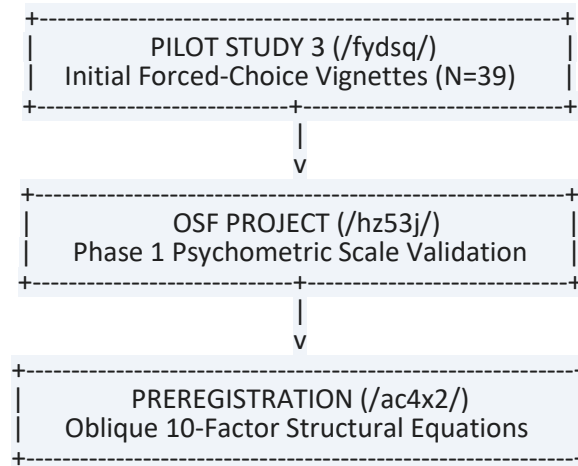 +--------------------------------------------------------+
| PILOT STUDY 3 (/fydsq/) |
| Initial Forced-Choice Vignettes (N=39) |
+---------------------------+----------------------------+
|
v
+--------------------------------------------------------+
| OSF PROJECT (/hz53j/) |
| Phase 1 Psychometric Scale Validation |
+---------------------------+----------------------------+
|
v
+--------------------------------------------------------+
| PREREGISTRATION (/ac4x2/) |
| Oblique 10-Factor Structural Equations |
+--------------------------------------------------------+